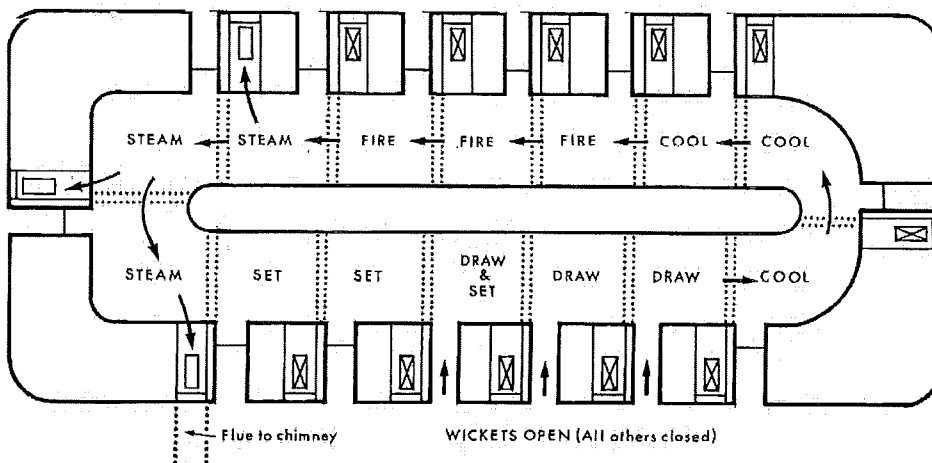 STEAM STEAM FIRE FIRE FIRE COOL COOL
STEAM SET SET DRAW & SET DRAW DRAW COOL
Flue to chimney WICKETS OPEN (All others closed)